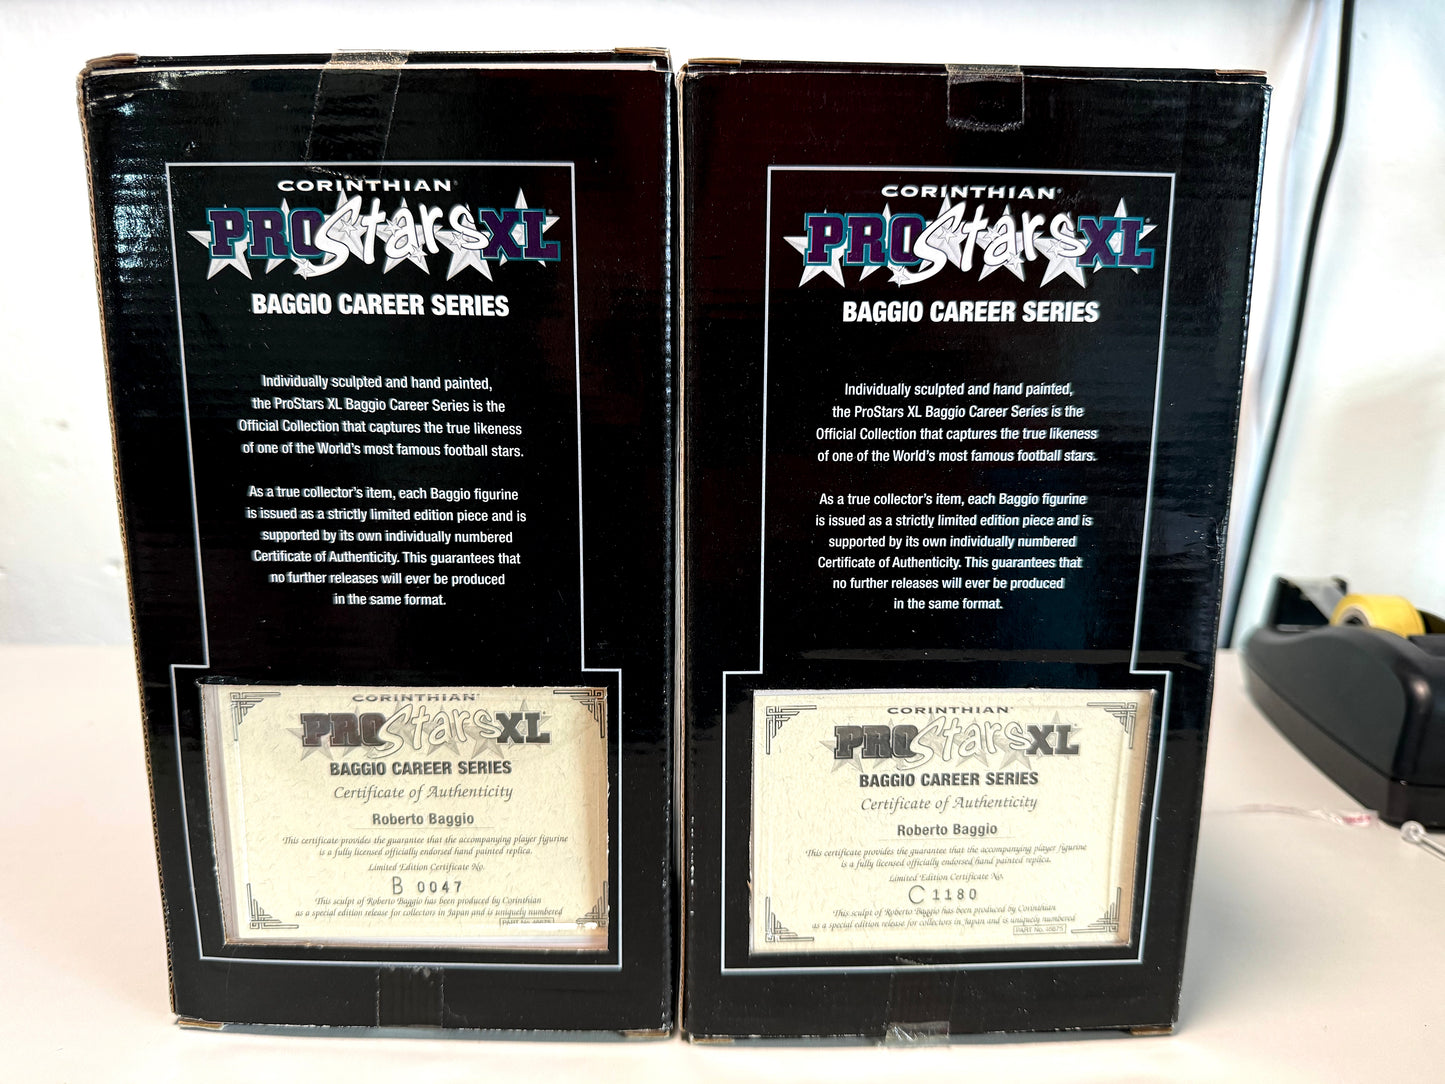 CORINTHIAN
PROStarsXL
BAGGIO CAREER SERIES
Individually sculpted and hand painted,
the ProStars XL Baggio Career Series is the
Official Collection that captures the true likeness
of one of the World's most famous football stars.
As a true collector's item, each Baggio figurine
is issued as a strictly limited edition piece and is
supported by its own individually numbered
Certificate of Authenticity. This guarantees that
no further releases will ever be produced
in the same format.
CORINTHIAN
PROStarsXL
BAGGIO CAREER SERIES
Certificate of Authenticity
Roberto Baggio
This certificate provides the guarantee that the accompanying player figurine
is a fully licensed officially endorsed hand painted replica.
Limited Edition Certificate No.
B 0047
This sculpt of Roberto Baggio has been produced by Corinthian
as a special edition release for collectors in Japan and is uniquely numbered
CORINTHIAN
PROStarsXL
BAGGIO CAREER SERIES
Individually sculpted and hand painted,
the ProStars XL Baggio Career Series is the
Official Collection that captures the true likeness
of one of the World's most famous football stars.
As a true collector's item, each Baggio figurine
is issued as a strictly limited edition piece and is
supported by its own individually numbered
Certificate of Authenticity. This guarantees that
no further releases will ever be produced
in the same format.
CORINTHIAN
PROStarsXL
BAGGIO CAREER SERIES
Certificate of Authenticity
Roberto Baggio
This certificate provides the guarantee that the accompanying player figurine
is a fully licensed officially endorsed hand painted replica.
Limited Edition Certificate No.
C 1180
This sculpt of Roberto Baggio has been produced by Corinthian
as a special edition release for collectors in Japan and is uniquely numbered
PART No.